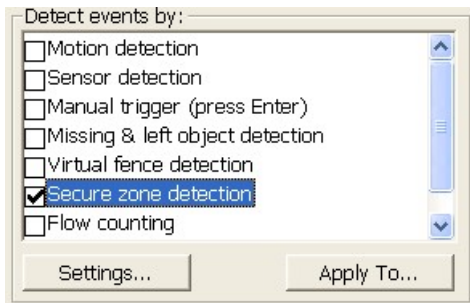 Detect events by:
Motion detection
Sensor detection
Manual trigger (press Enter)
Missing & left object detection
Virtual fence detection
Secure zone detection
Flow counting
Settings... Apply To...